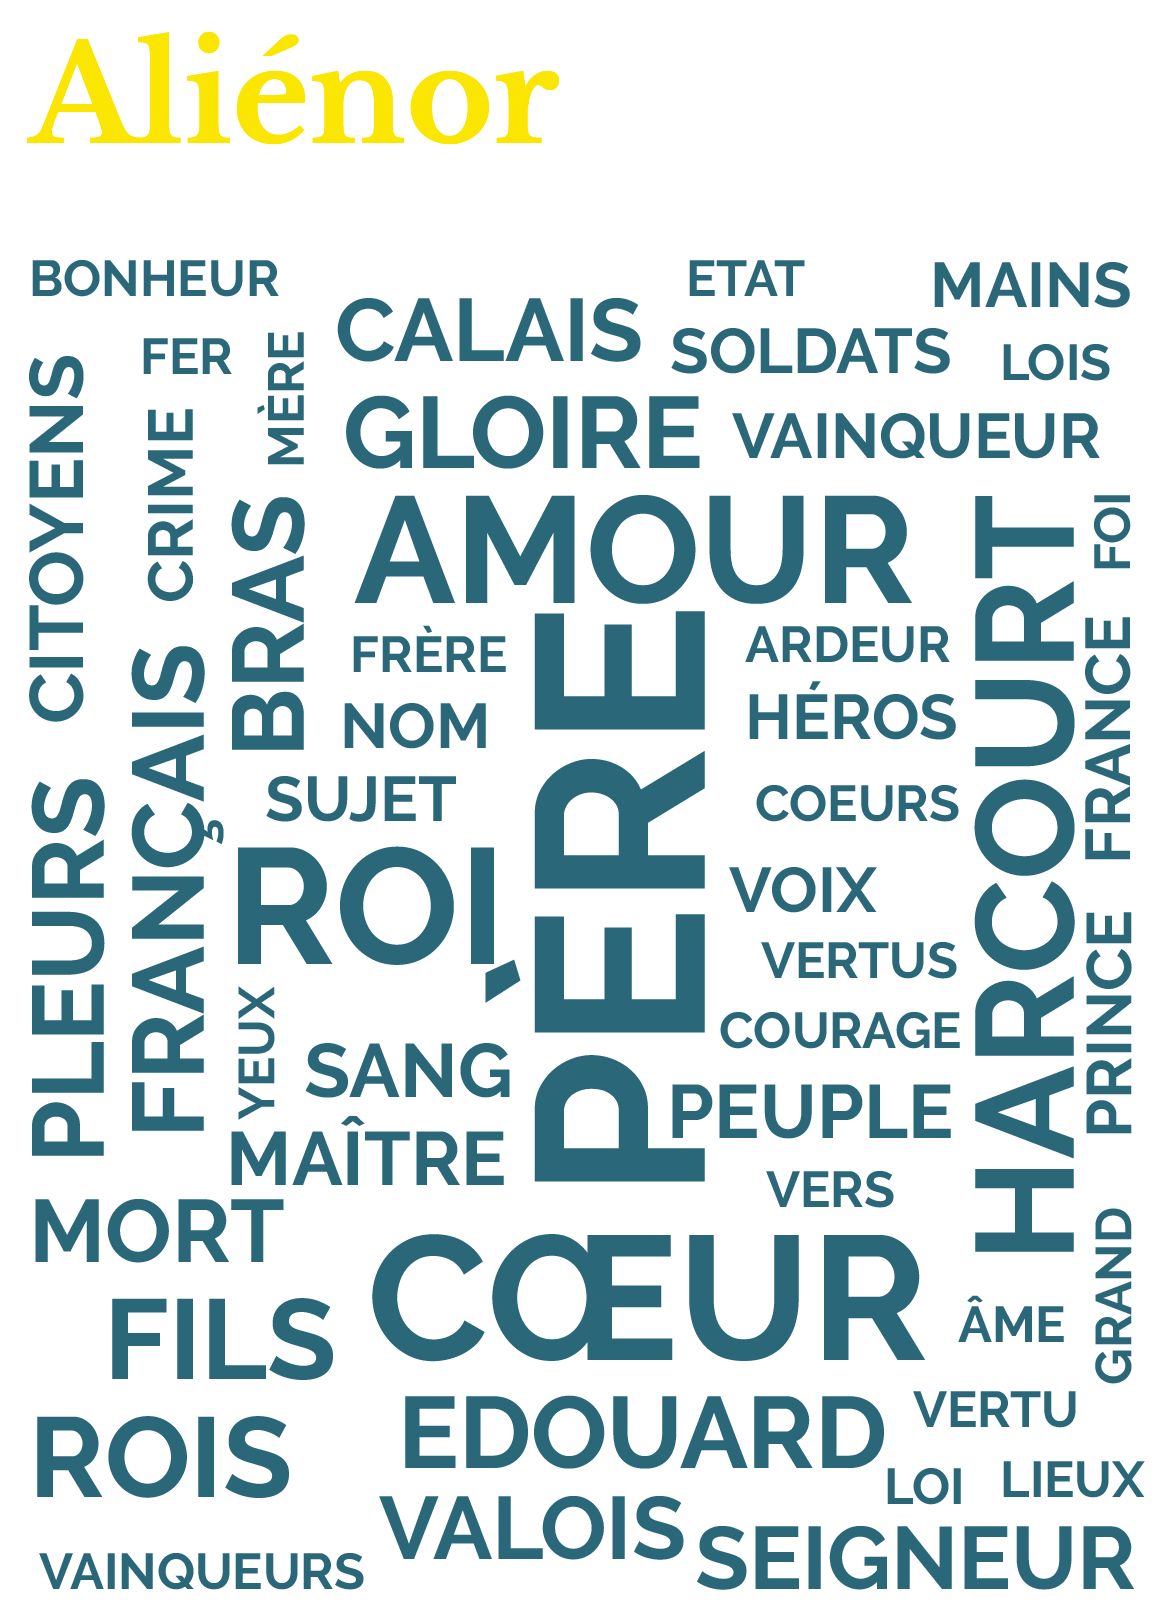 Aliénor
BONHEUR
ETAT
MAINS
CALAIS
FER
MÈRE
SOLDATS
LOIS
CITOYENS
CRIME
GLOIRE
VAINQUEUR
BRAS
AMOUR
HARCOURT
FOI
FRÈRE
PÈRE
ARDEUR
FRANCE
FRANÇAIS
NOM
HÉROS
PLEURS
SUJET
COEURS
ROI
VOIX
PRINCE
VERTUS
YEUX
COURAGE
SANG
PEUPLE
MAÎTRE
VERS
MORT
GRAND
CŒUR
FILS
ÂME
EDOUARD
VERTU
ROIS
LOI
LIEUX
VALOIS
SEIGNEUR
VAINQUEURS